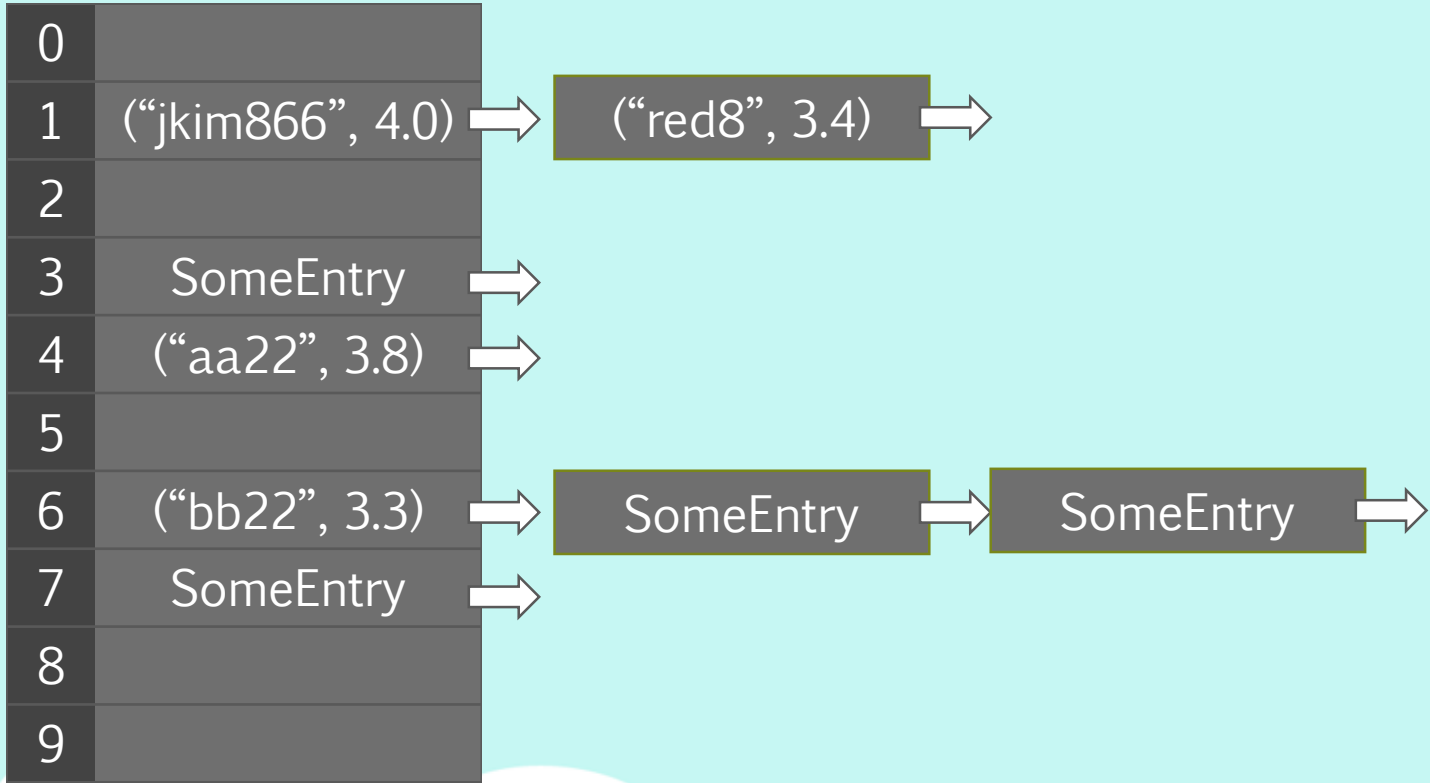 0
1 (“jkim866”, 4.0) (“red8”, 3.4)
2
3 SomeEntry
4 (“aa22”, 3.8)
5
6 (“bb22”, 3.3) SomeEntry SomeEntry
7 SomeEntry
8
9